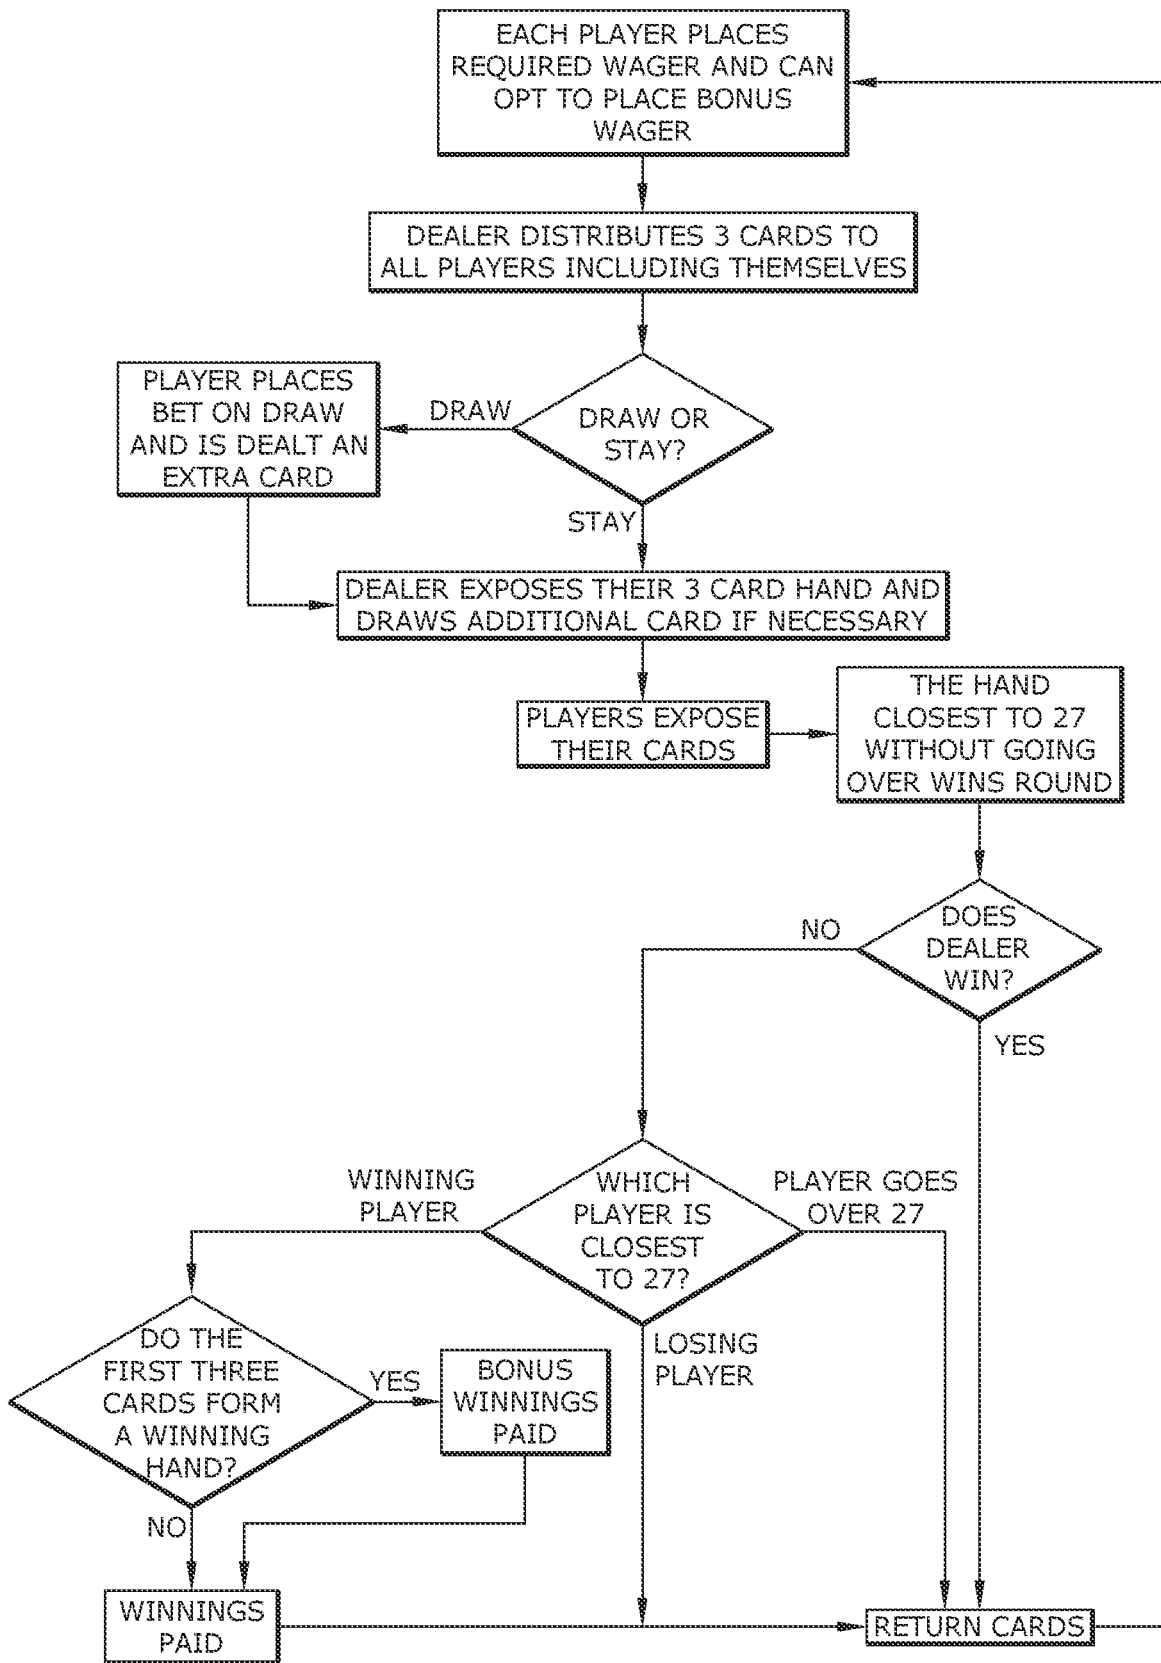 EACH PLAYER PLACES
REQUIRED WAGER AND CAN
OPT TO PLACE BONUS
WAGER
DEALER DISTRIBUTES 3 CARDS TO
ALL PLAYERS INCLUDING THEMSELVES
PLAYER PLACES
BET ON DRAW
AND IS DEALT AN
EXTRA CARD
DRAW
DRAW OR
STAY?
STAY
DEALER EXPOSES THEIR 3 CARD HAND AND
DRAWS ADDITIONAL CARD IF NECESSARY
PLAYERS EXPOSE
THEIR CARDS
THE HAND
CLOSEST TO 27
WITHOUT GOING
OVER WINS ROUND
NO
DOES
DEALER
WIN?
YES
WINNING
PLAYER
WHICH
PLAYER IS
CLOSEST
TO 27?
PLAYER GOES
OVER 27
LOSING
PLAYER
DO THE
FIRST THREE
CARDS FORM
A WINNING
HAND?
YES
BONUS
WINNINGS
PAID
NO
WINNINGS
PAID
RETURN CARDS